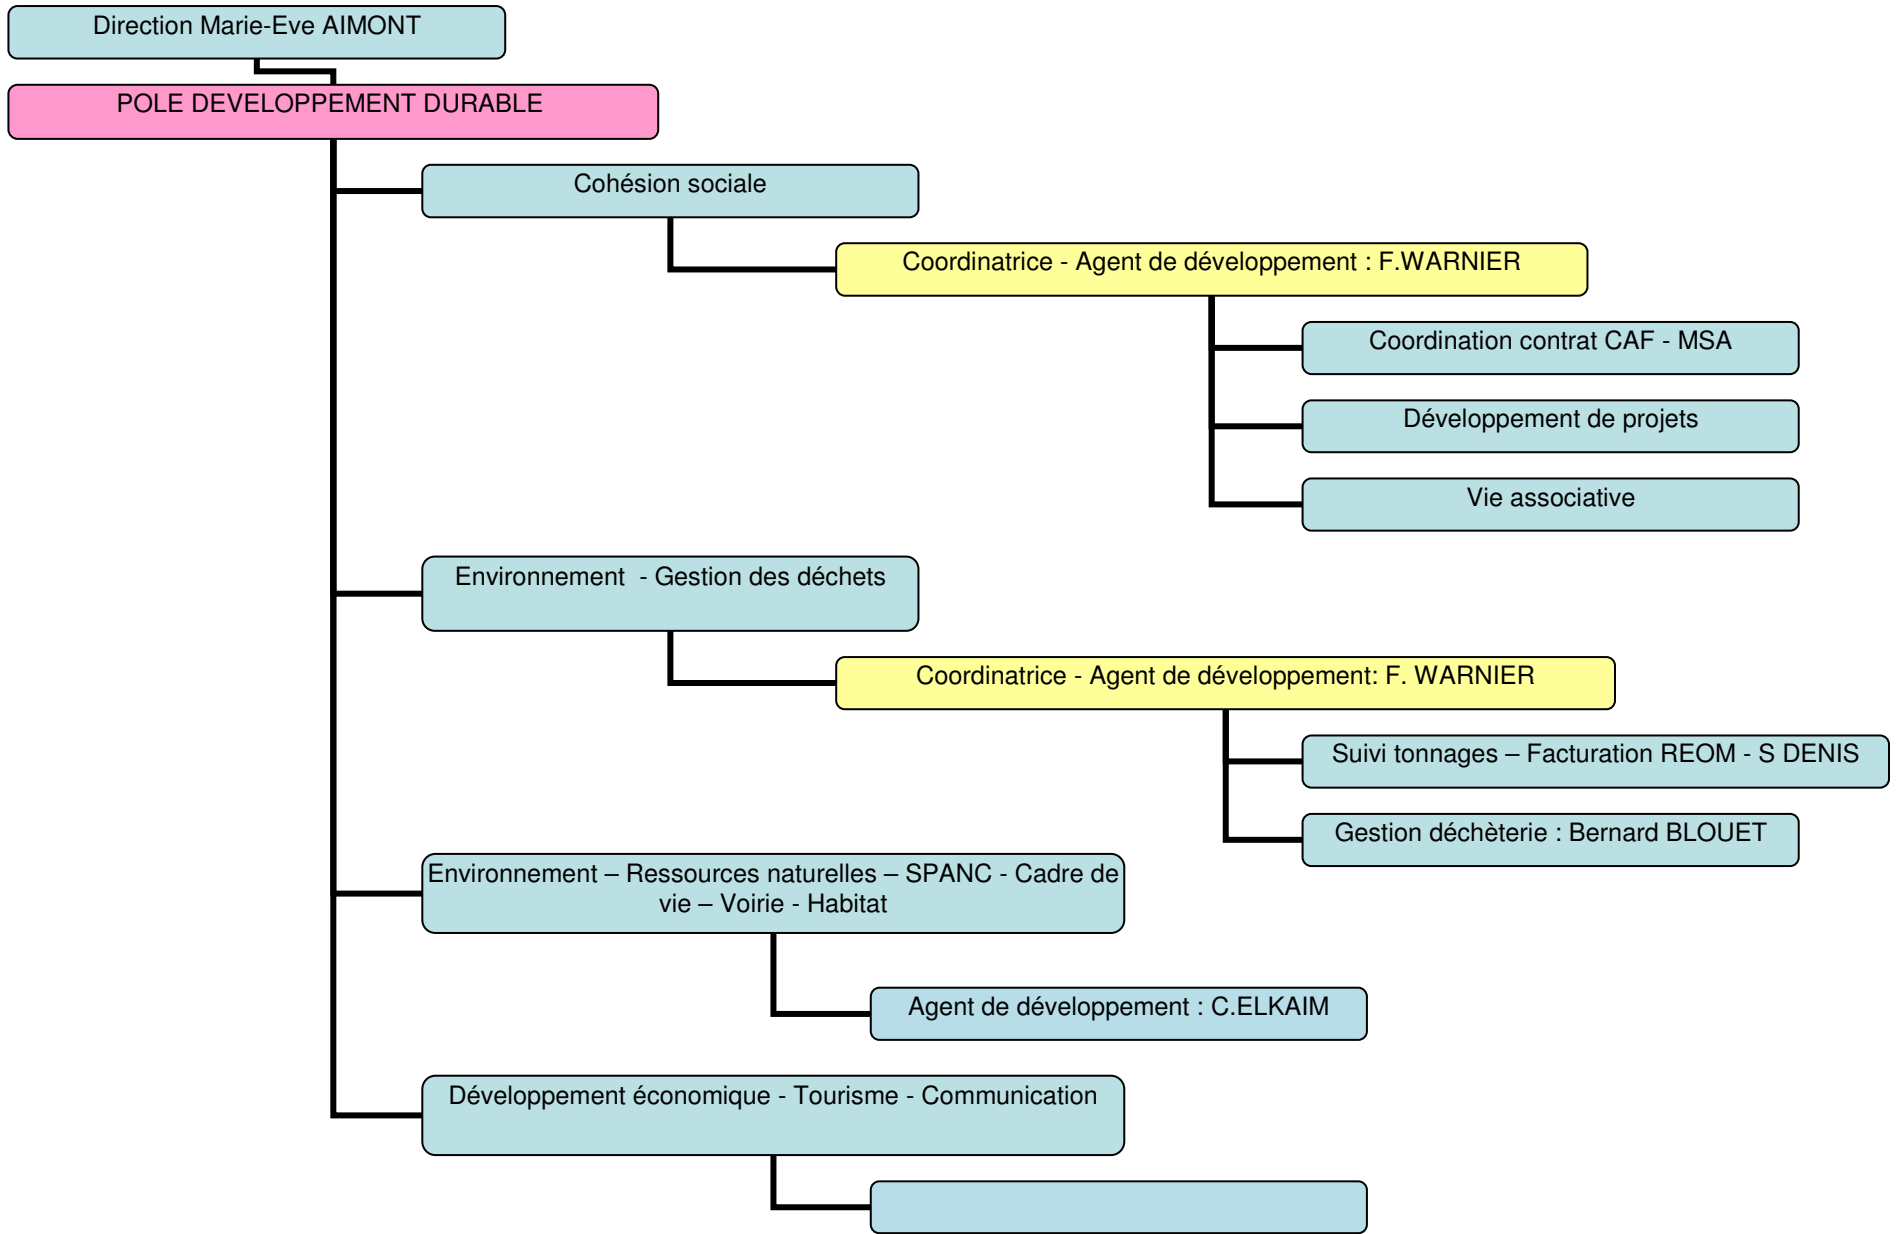 Direction Marie-Eve AIMONT
POLE DEVELOPPEMENT DURABLE
Cohésion sociale
Coordinatrice - Agent de développement : F.WARNIER
Coordination contrat CAF - MSA
Développement de projets
Vie associative
Environnement  - Gestion des déchets
Coordinatrice - Agent de développement: F. WARNIER
Suivi tonnages – Facturation REOM - S DENIS
Gestion déchèterie : Bernard BLOUET
Environnement – Ressources naturelles – SPANC - Cadre de
vie – Voirie - Habitat
Agent de développement : C.ELKAIM
Développement économique - Tourisme - Communication